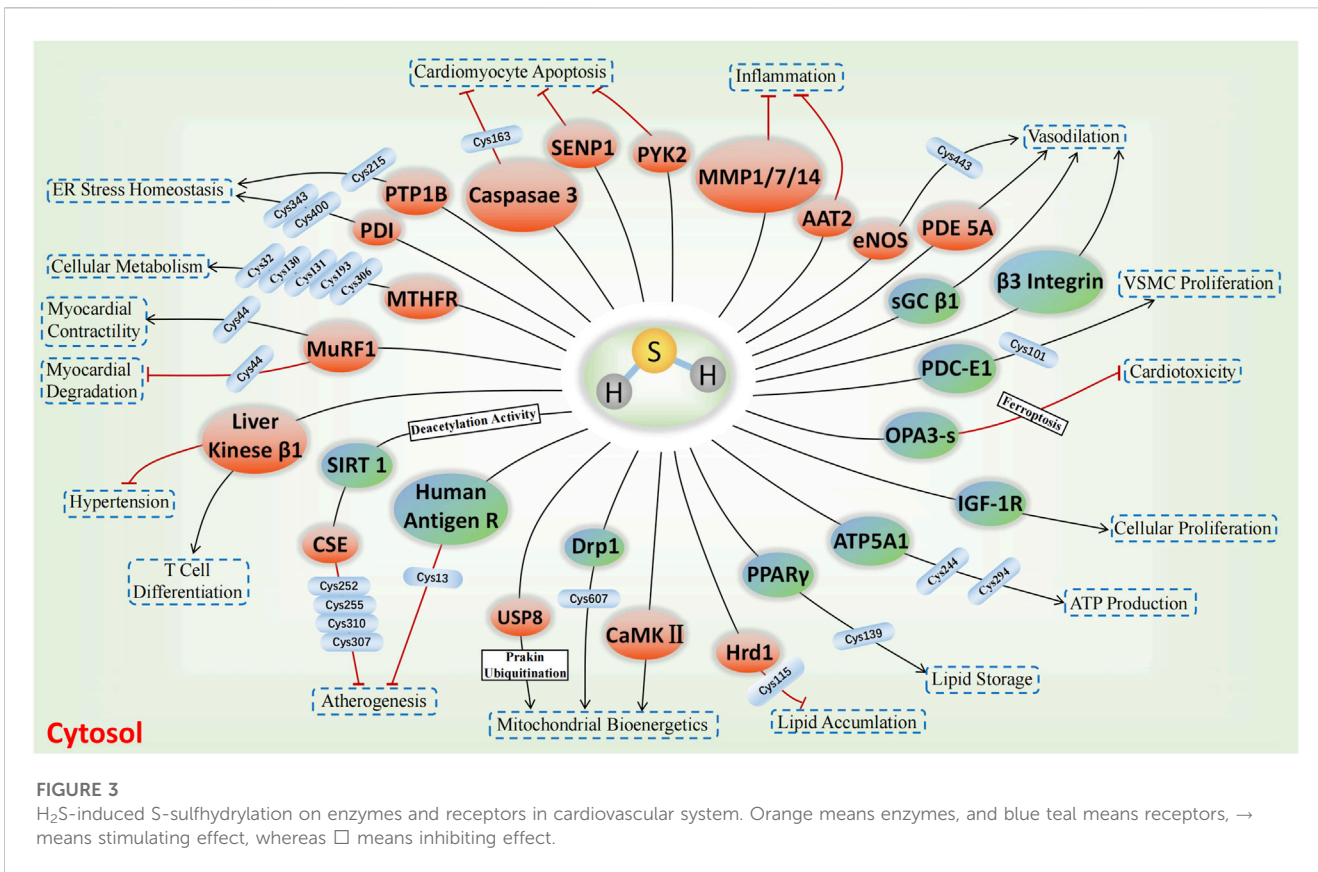 Cardiomyocyte Apoptosis
Inflammation
Vasodilation
Cys163
SENP1
PYK2
Caspasae 3
MMP1/7/14
AAT2
eNOS
Cys443
PDE 5A
sGC β1
β3 Integrin
VSMC Proliferation
PDC-E1
Cys101
Cardiotoxicity
OPA3-s
Ferroptosis
IGF-1R
Cellular Proliferation
ATP5A1
Cys244
Cys294
ATP Production
PPARγ
Cys139
Lipid Storage
Hrd1
Cys115
Lipid Accumlation
CaMK Ⅱ
Drp1
Cys607
USP8
Prakin
Ubiquitination
Mitochondrial Bioenergetics
Human
Antigen R
Cys13
SIRT 1
Deacetylation Activity
CSE
Cys252
Cys255
Cys310
Cys307
Atherogenesis
Liver
Kinese β1
Hypertension
T Cell
Differentiation
MuRF1
Cys44
Cys44
Myocardial
Contractility
Myocardial
Degradation
MTHFR
Cys32
Cys130
Cys131
Cys193
Cys306
Cellular Metabolism
PDI
Cys343
Cys400
PTP1B
Cys215
ER Stress Homeostasis
S
H
H
Cytosol
FIGURE 3
H₂S-induced S-sulfhydrylation on enzymes and receptors in cardiovascular system. Orange means enzymes, and blue teal means receptors, →
means stimulating effect, whereas □ means inhibiting effect.